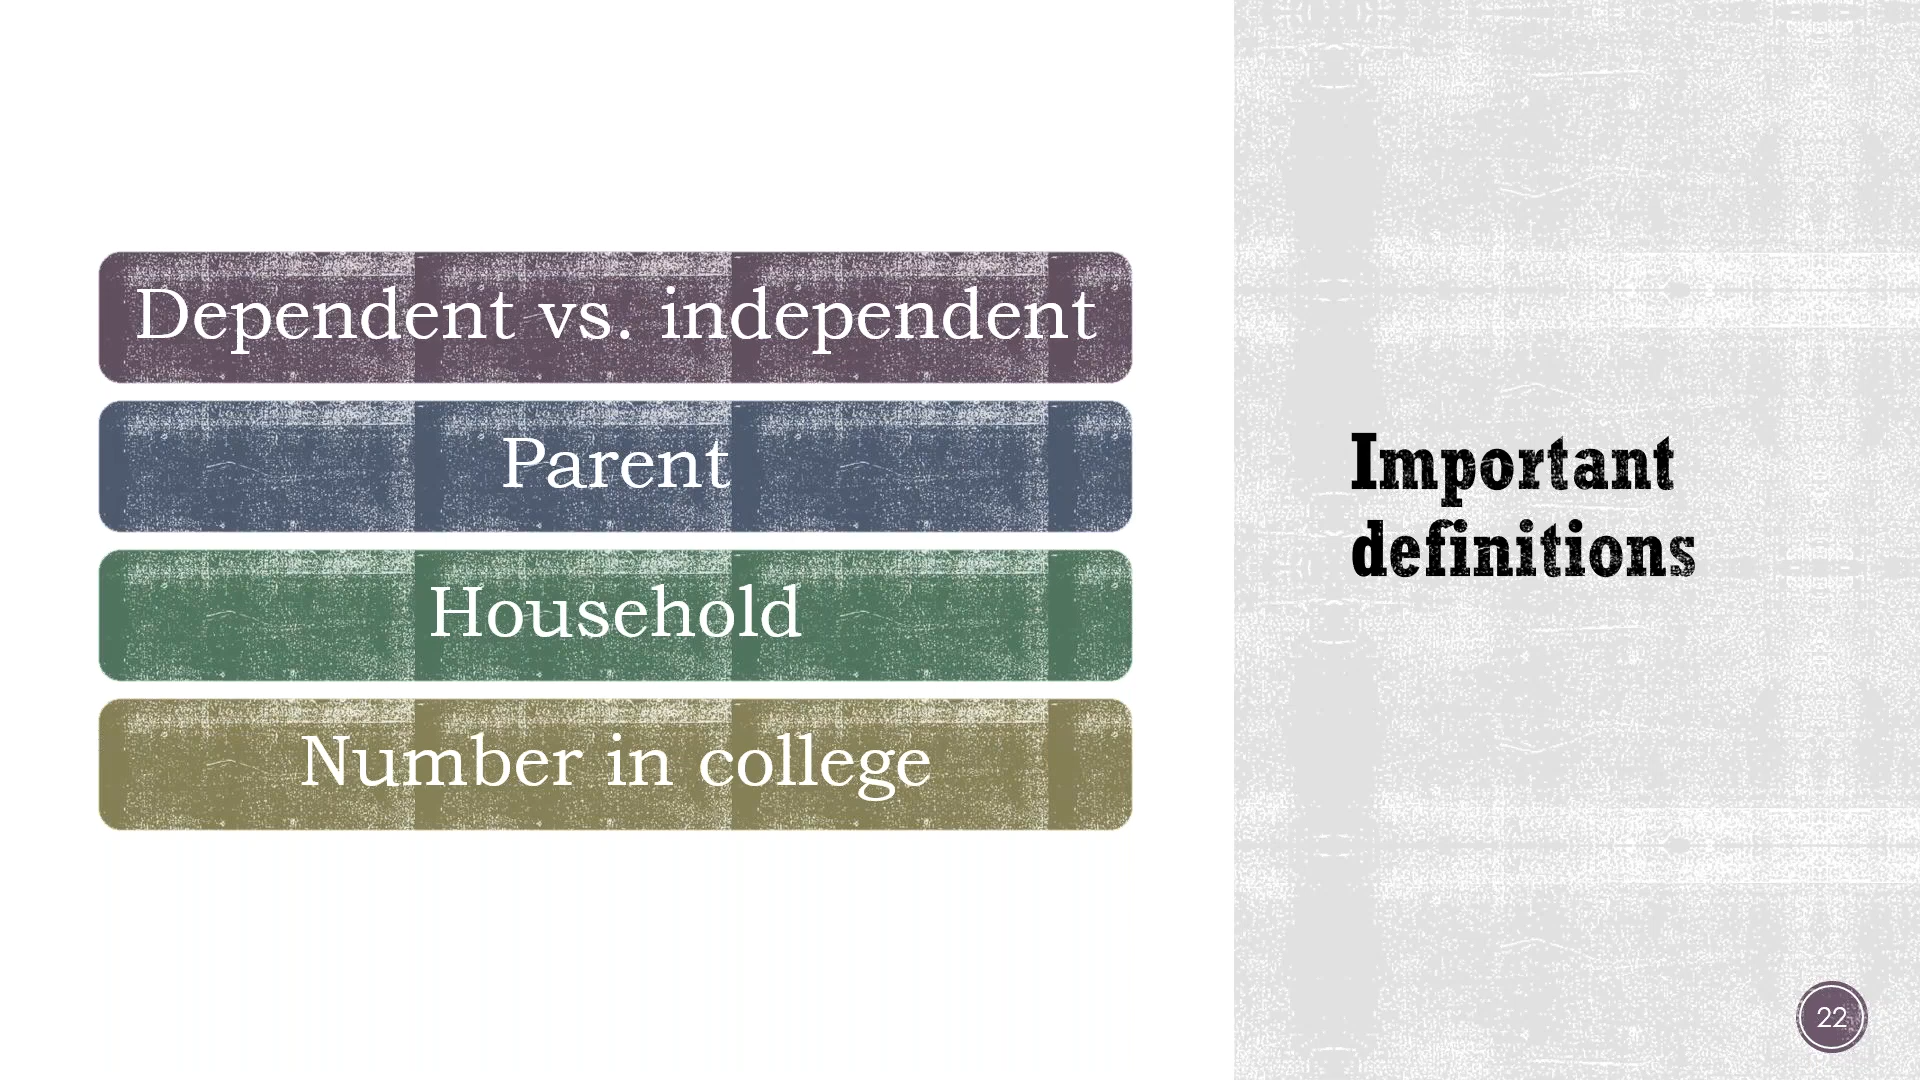 Dependent vs. independent
Parent
Household
Number in college
Important
definitions
22